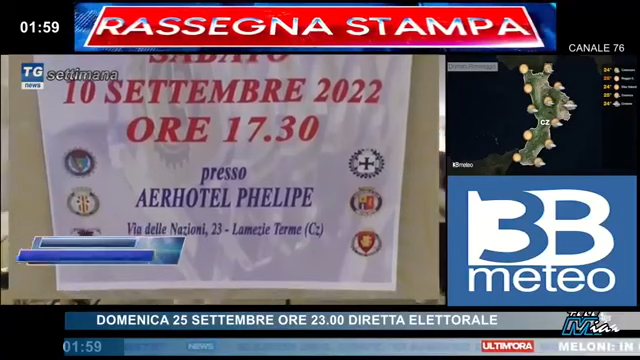 01:59
RASSEGNA STAMPA
CANALE 76
TG settimana
news
SABATO
10 SETTEMBRE 2022
ORE 17.30
presso
AERHOTEL PHELIPE
Via delle Nazioni, 23 - Lamezie Terme (Cz)
CZ
3Bmeteo
3B
meteo
DOMENICA 25 SETTEMBRE ORE 23.00 DIRETTA ELETTORALE
TELE
Mia
01:59
NEWS
ULTIM'ORA
MELONI: IN